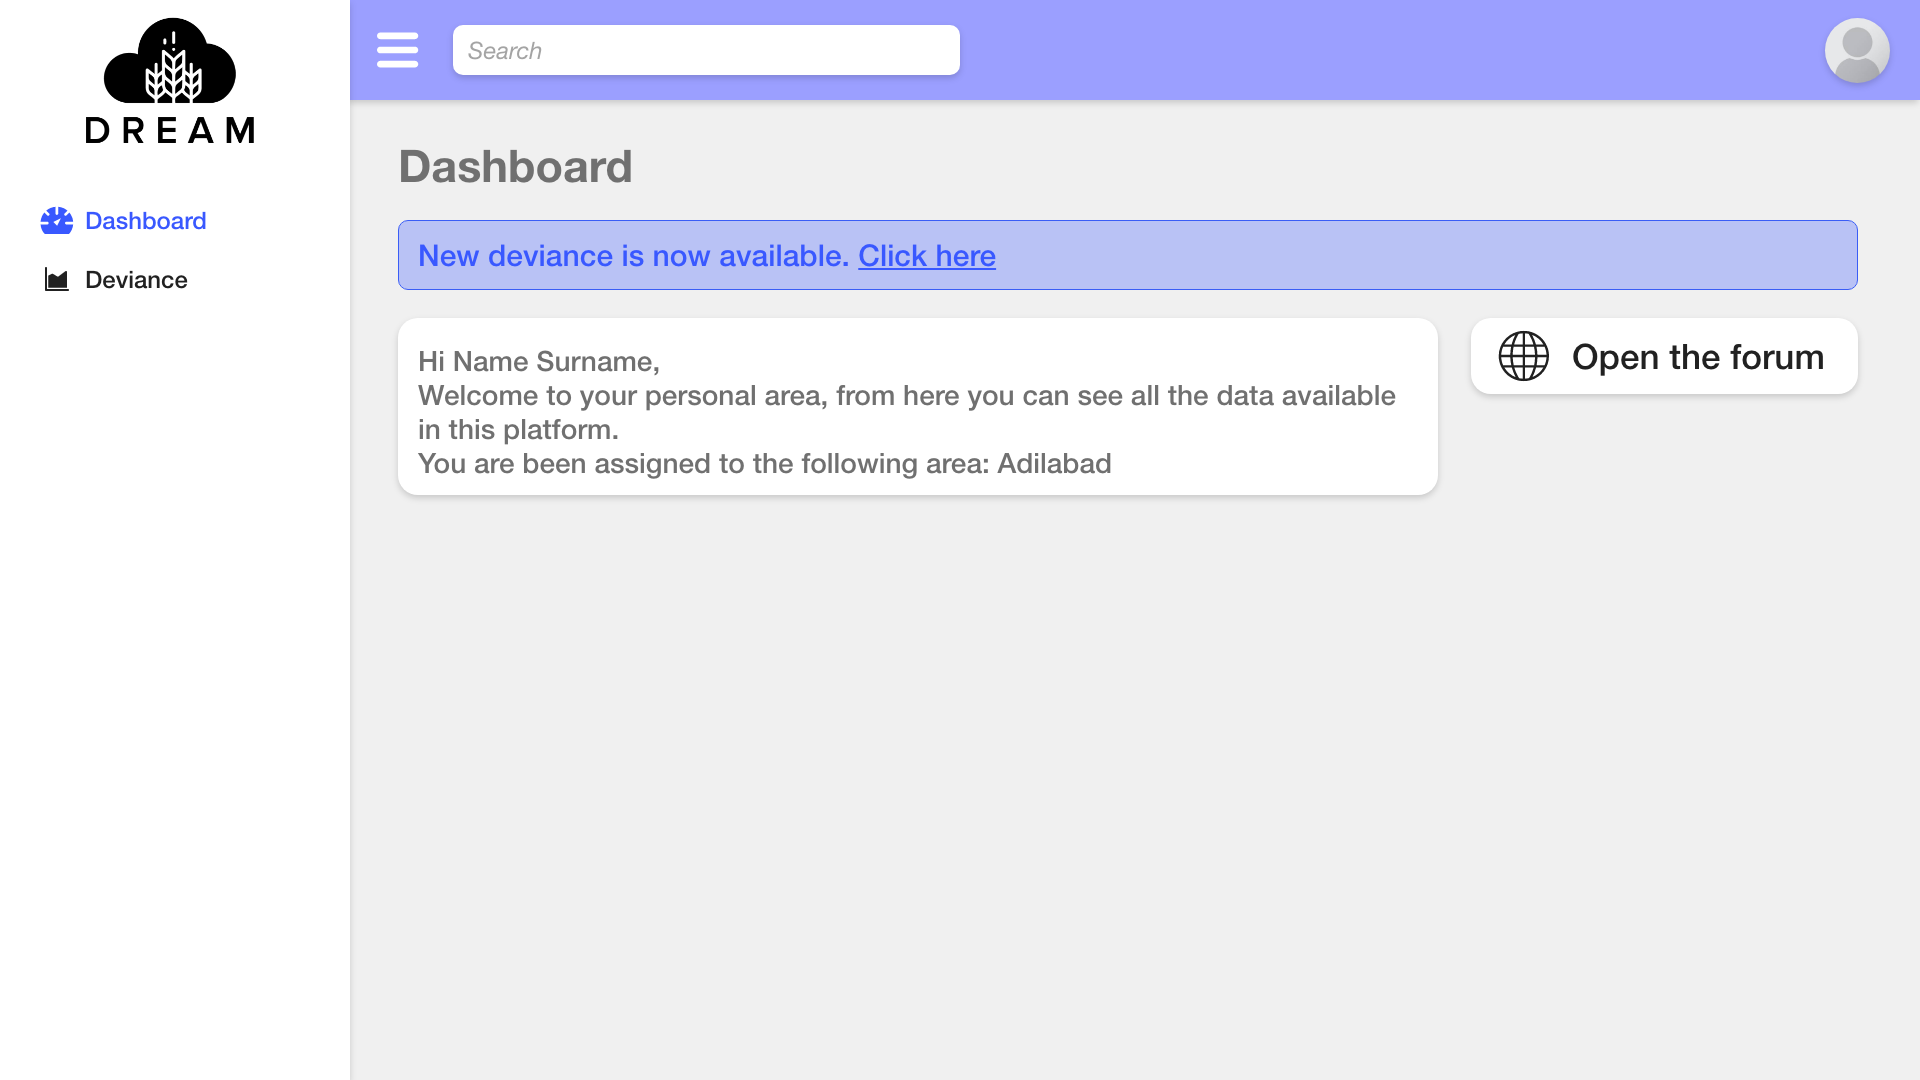 DREAM
Search
Dashboard
Deviance
Dashboard
New deviance is now available. Click here
Hi Name Surname,
Welcome to your personal area, from here you can see all the data available
in this platform.
You are been assigned to the following area: Adilabad
Open the forum